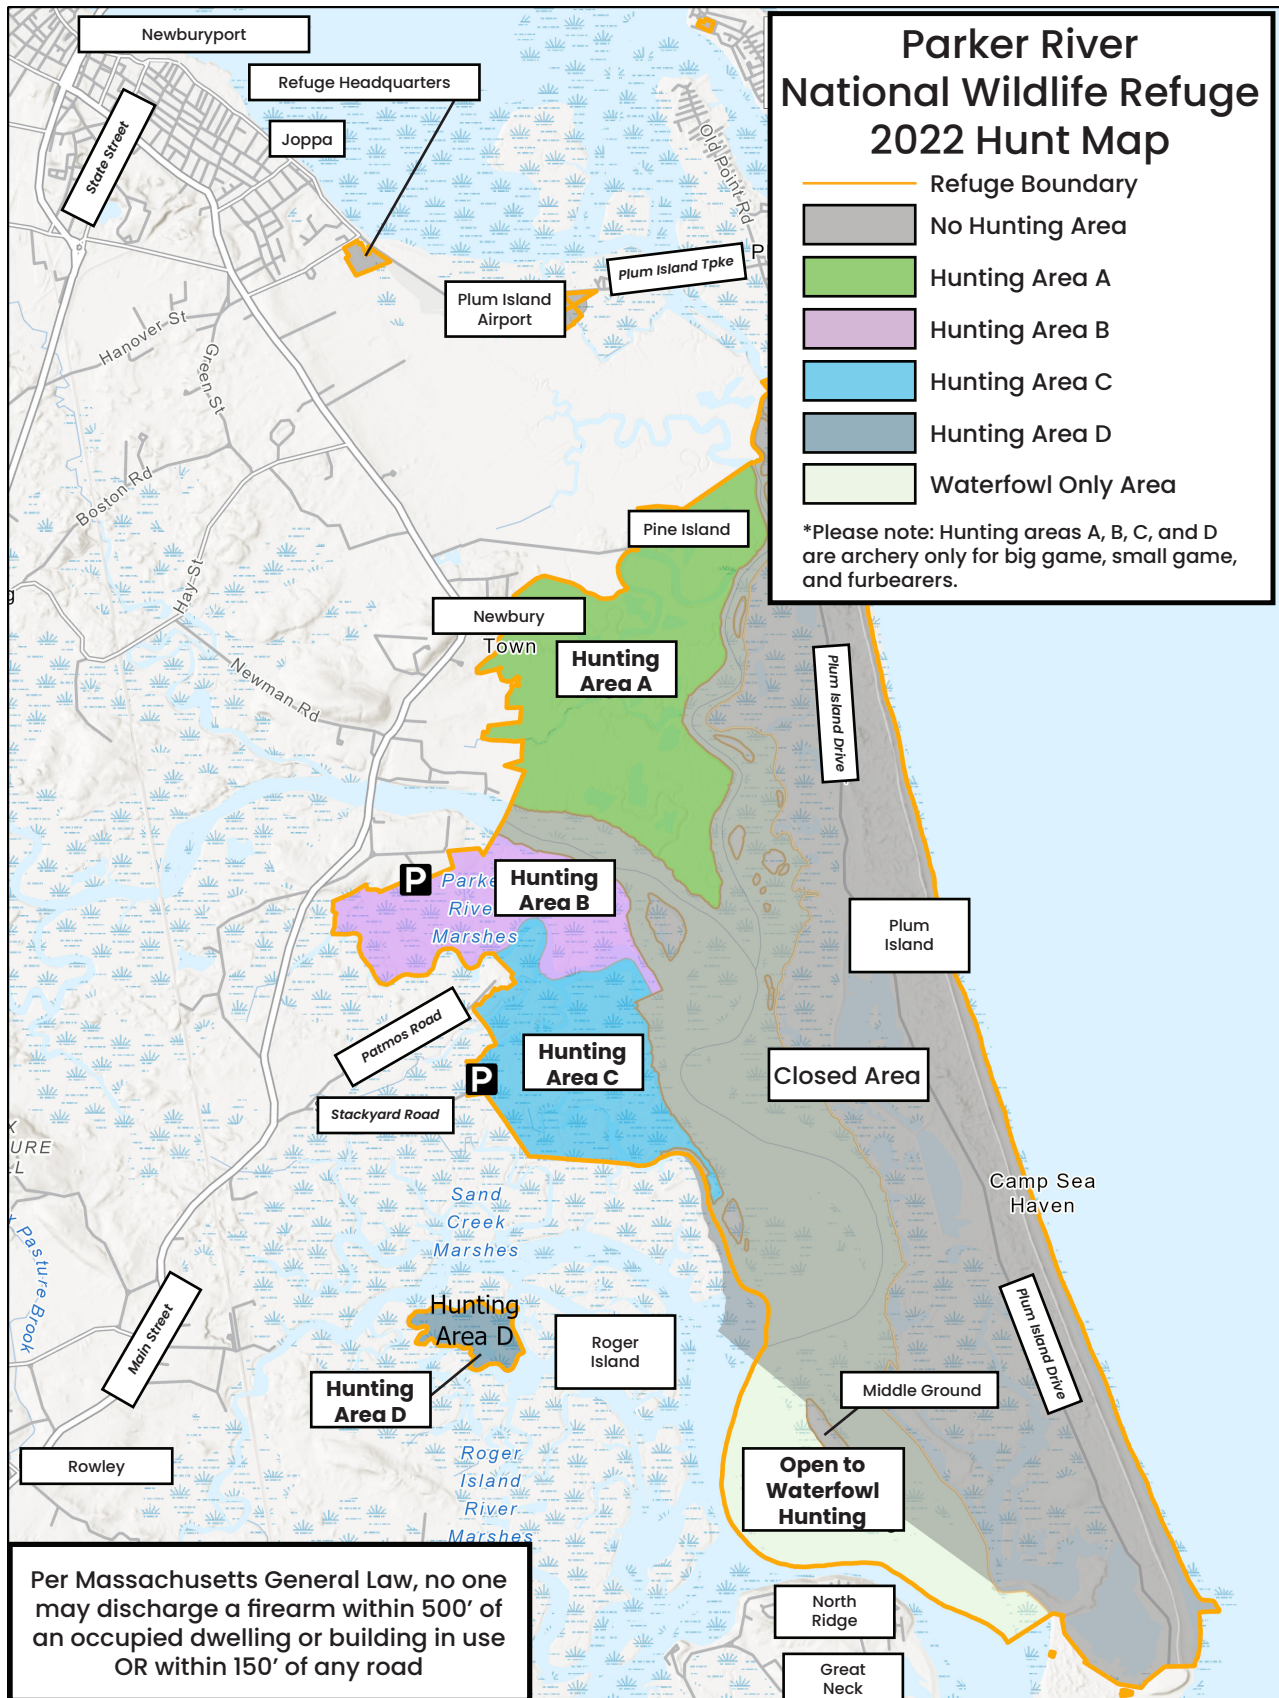 Newburyport
Refuge Headquarters
State Street
Joppa
Old Point Rd
P
Plum Island Tpke
Plum Island
Airport
Hanover St
Green St
Boston Rd
Hay St
g
Newman Rd
Pine Island
Newbury
Town
Hunting
Area A
Parker River
National Wildlife Refuge
2022 Hunt Map
Refuge Boundary
No Hunting Area
Hunting Area A
Hunting Area B
Hunting Area C
Hunting Area D
Waterfowl Only Area
*Please note: Hunting areas A, B, C, and D
are archery only for big game, small game,
and furbearers.
Plum Island Drive
P
Parke
Rive
Marshes
Hunting
Area B
Plum
Island
Patmos Road
Hunting
Area C
P
Closed Area
Stackyard Road
URE
L
Camp Sea
Haven
Sand
Creek
Marshes
Pasture Brook
Main Street
Hunting
Area D
Roger
Island
Plum Island Drive
Hunting
Area D
Middle Ground
Rowley
Roger
Island
River
Marshes
Open to
Waterfowl
Hunting
North
Ridge
Great
Neck
Per Massachusetts General Law, no one
may discharge a firearm within 500’ of
an occupied dwelling or building in use
OR within 150’ of any road